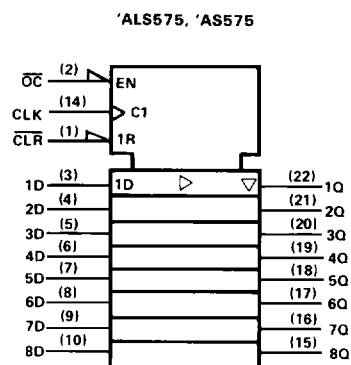 'ALS575, 'AS575
O̅C̅ (2) EN
CLK (14) C1
C̅L̅R̅ (1) 1R
1D (3) 1D ▷ ▽ (22) 1Q
2D (4) (21) 2Q
3D (5) (20) 3Q
4D (6) (19) 4Q
5D (7) (18) 5Q
6D (8) (17) 6Q
7D (9) (16) 7Q
8D (10) (15) 8Q